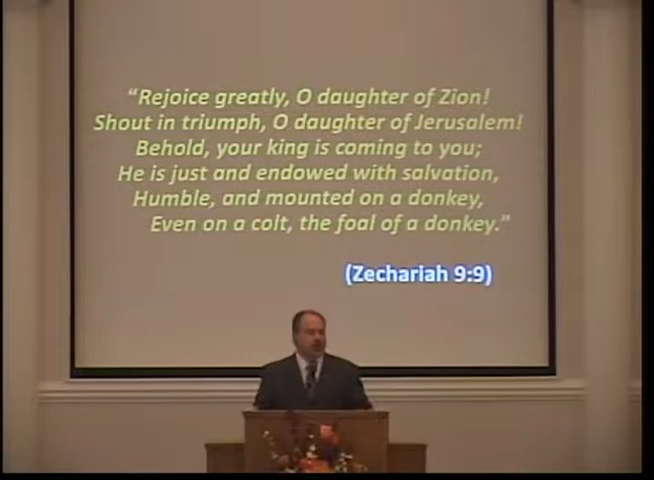 “Rejoice greatly, O daughter of Zion!
Shout in triumph, O daughter of Jerusalem!
Behold, your king is coming to you;
He is just and endowed with salvation,
Humble, and mounted on a donkey,
Even on a colt, the foal of a donkey.”
(Zechariah 9:9)